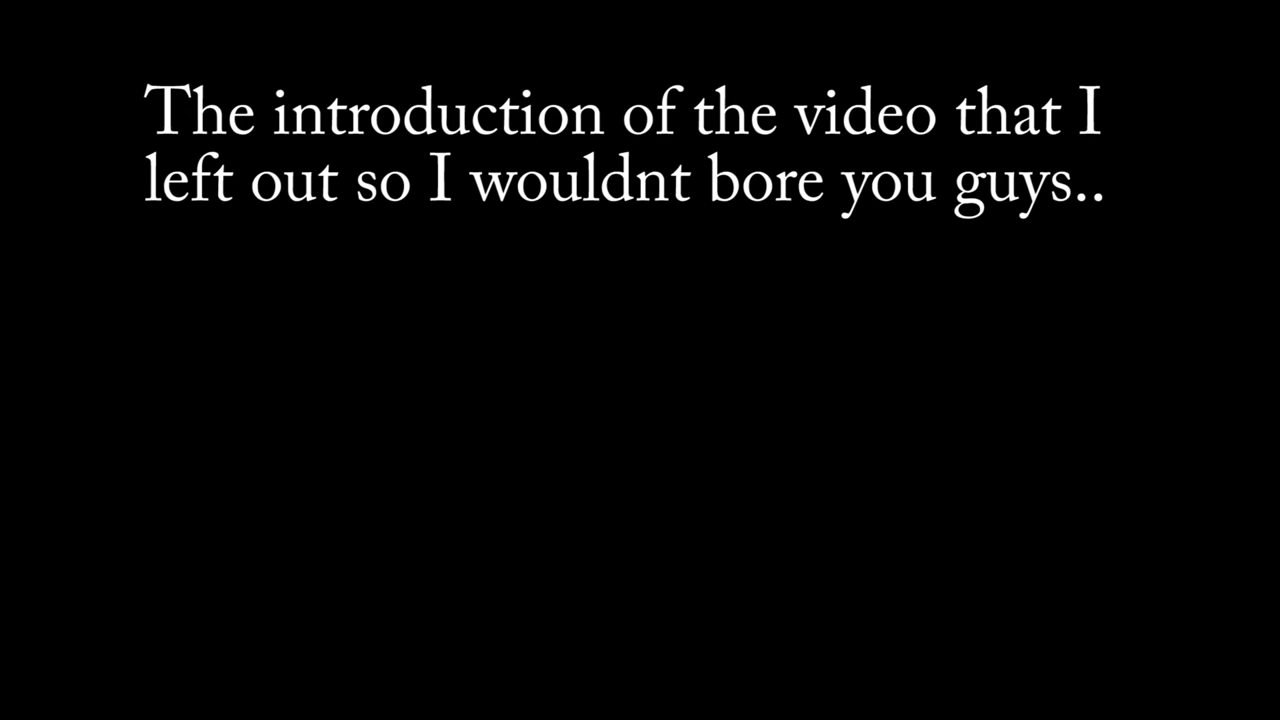 The introduction of the video that I
left out so I wouldnt bore you guys..